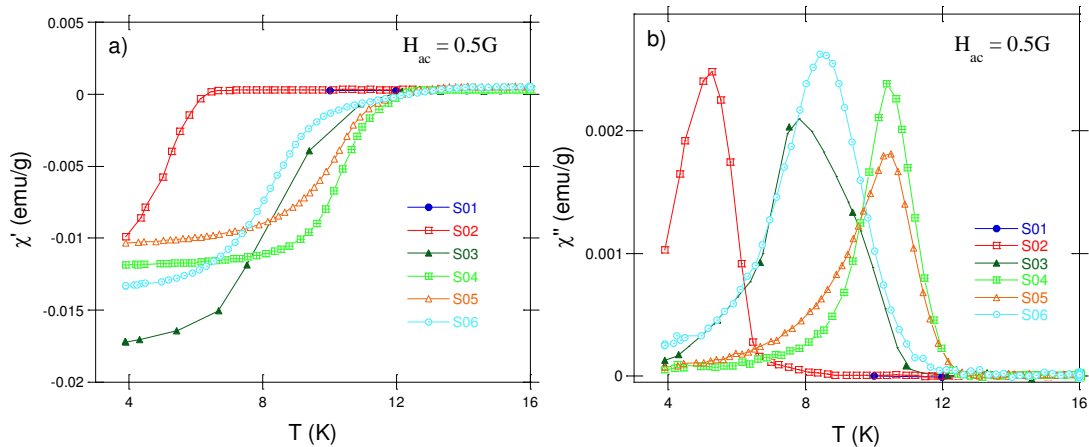 a)
H_ac = 0.5G
0.005
0
-0.005
-0.01
-0.015
-0.02
χ' (emu/g)
S01
S02
S03
S04
S05
S06
4 8 12 16
T (K)
b)
H_ac = 0.5G
0.002
0.001
0
χ'' (emu/g)
S01
S02
S03
S04
S05
S06
4 8 12 16
T (K)